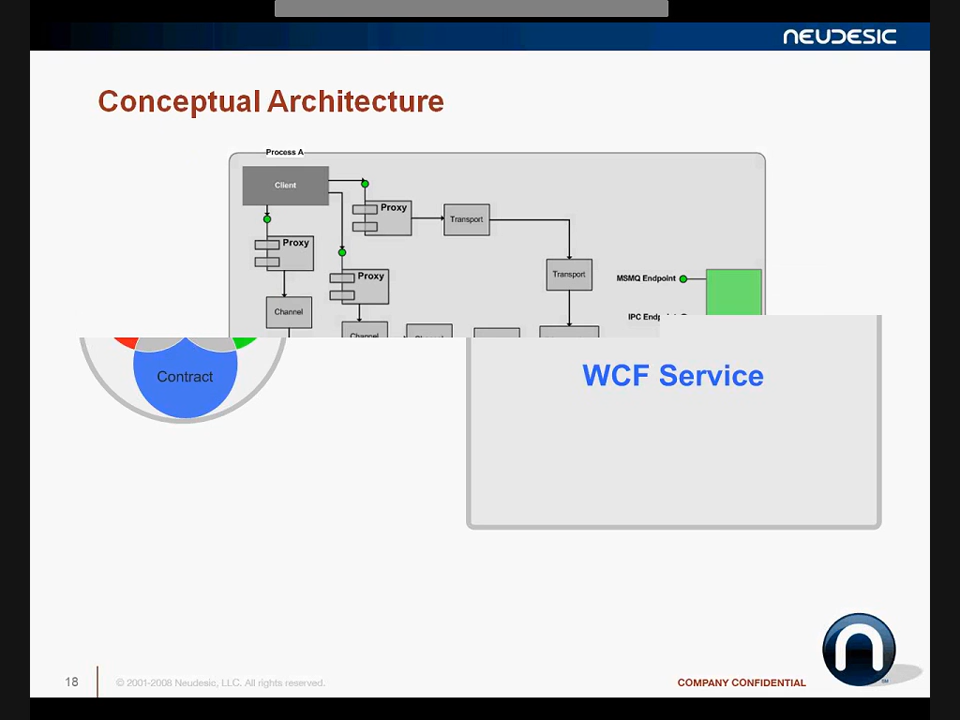 NEUDESIC
Conceptual Architecture
Process A
Client
Proxy
Transport
Proxy
Proxy
Transport
MSMQ Endpoint
Channel
Contract
WCF Service
18
© 2001-2008 Neudesic, LLC. All rights reserved.
COMPANY CONFIDENTIAL